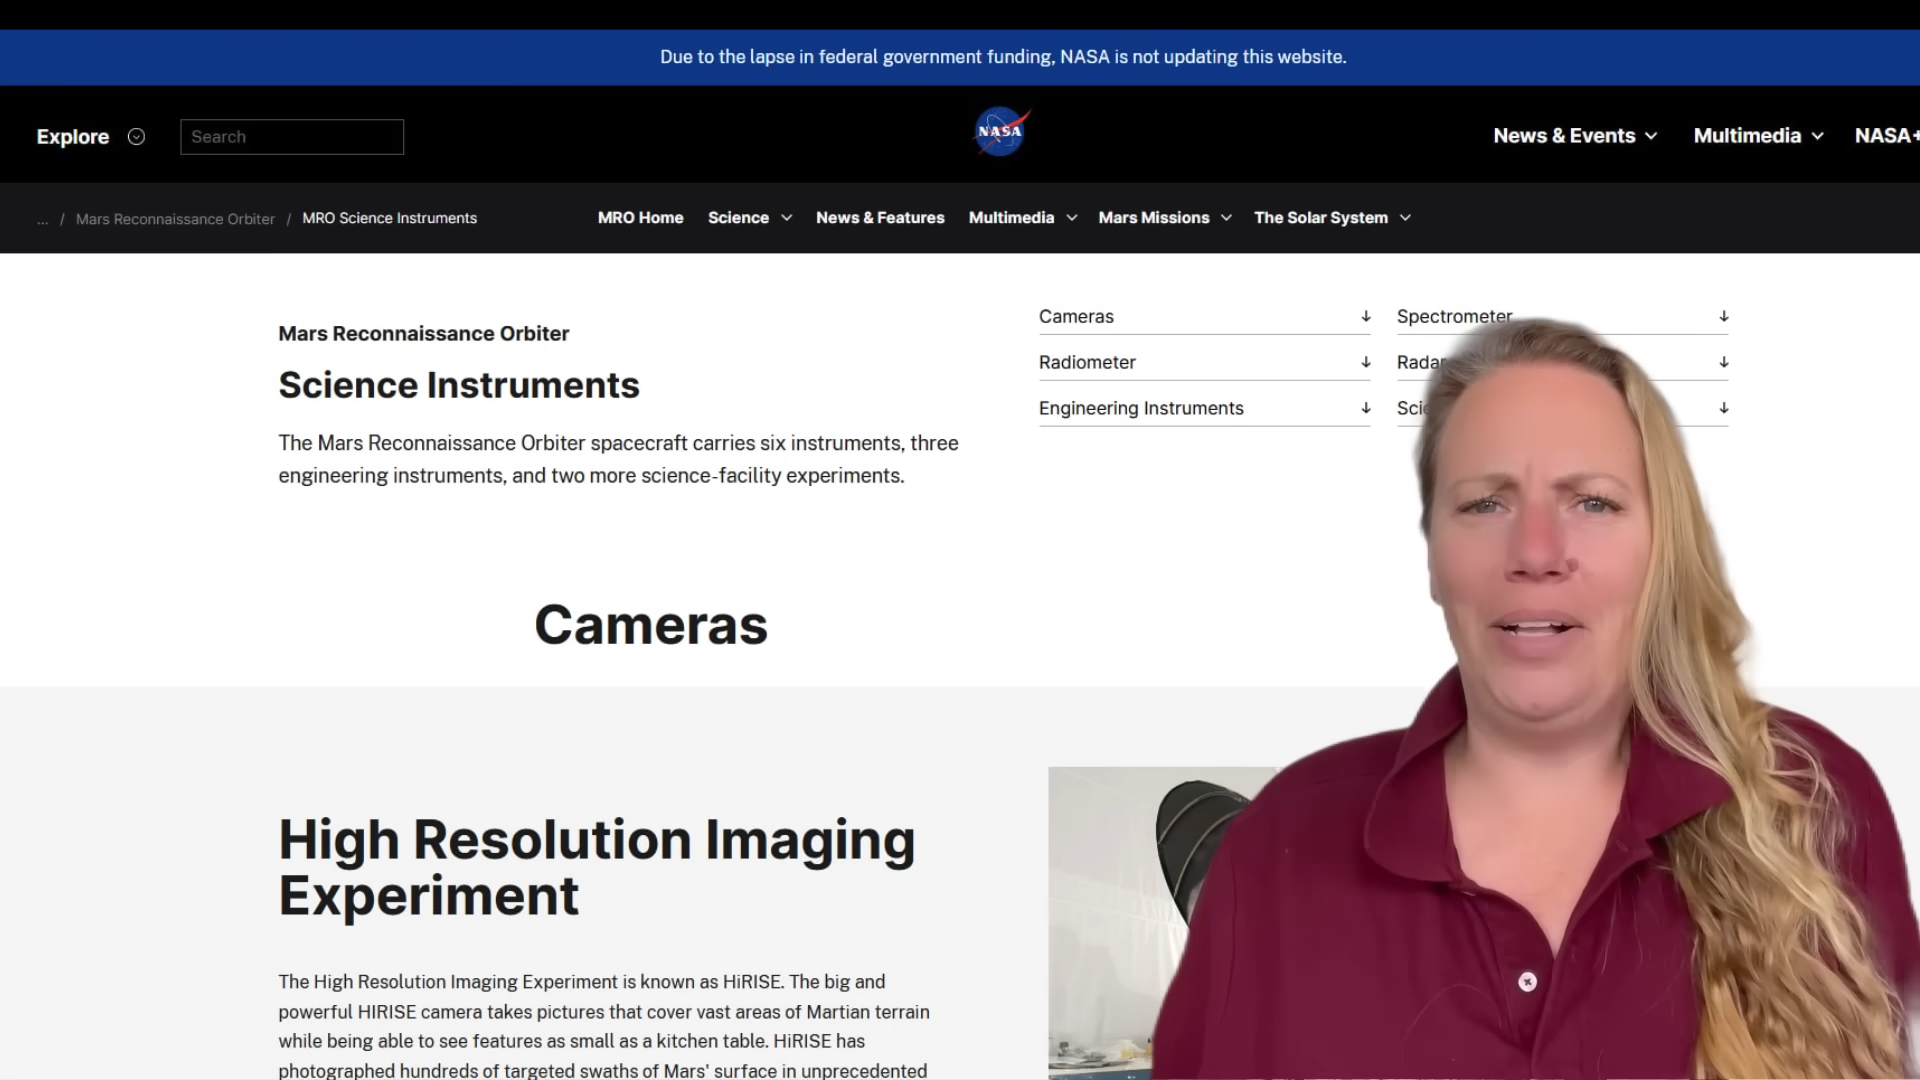 Due to the lapse in federal government funding, NASA is not updating this website.
Explore
Search
NASA
News & Events
Multimedia
NASA+
... / Mars Reconnaissance Orbiter / MRO Science Instruments
MRO Home
Science
News & Features
Multimedia
Mars Missions
The Solar System
Mars Reconnaissance Orbiter
Science Instruments
The Mars Reconnaissance Orbiter spacecraft carries six instruments, three
engineering instruments, and two more science-facility experiments.
Cameras
Spectrometer
Radiometer
Engineering Instruments
Cameras
High Resolution Imaging
Experiment
The High Resolution Imaging Experiment is known as HiRISE. The big and
powerful HIRISE camera takes pictures that cover vast areas of Martian terrain
while being able to see features as small as a kitchen table. HiRISE has
photographed hundreds of targeted swaths of Mars' surface in unprecedented